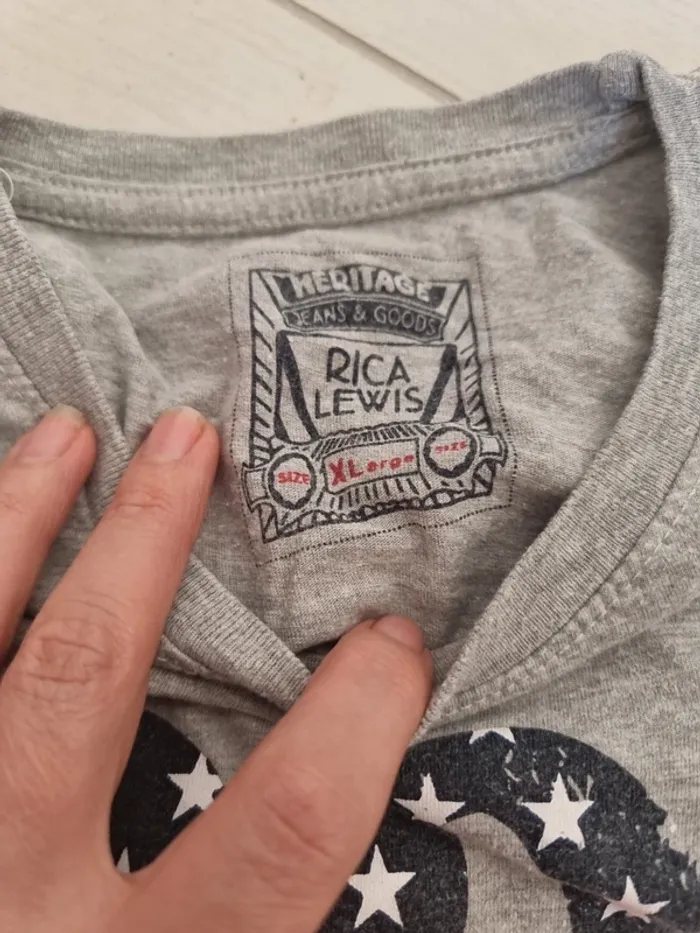 HERITAGE
JEANS & GOODS
RICA
LEWIS
SIZE XLarge SIZE